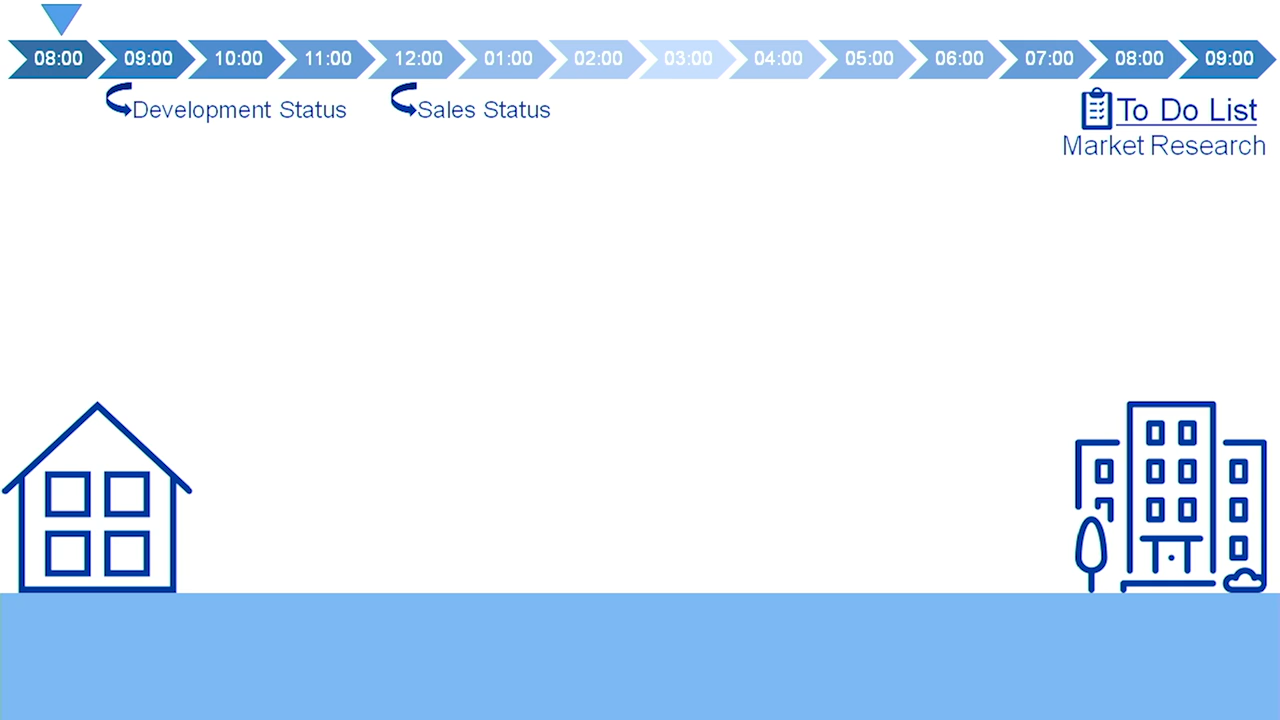 08:00 09:00 10:00 11:00 12:00 01:00 02:00 03:00 04:00 05:00 06:00 07:00 08:00 09:00
Development Status
Sales Status
To Do List
Market Research